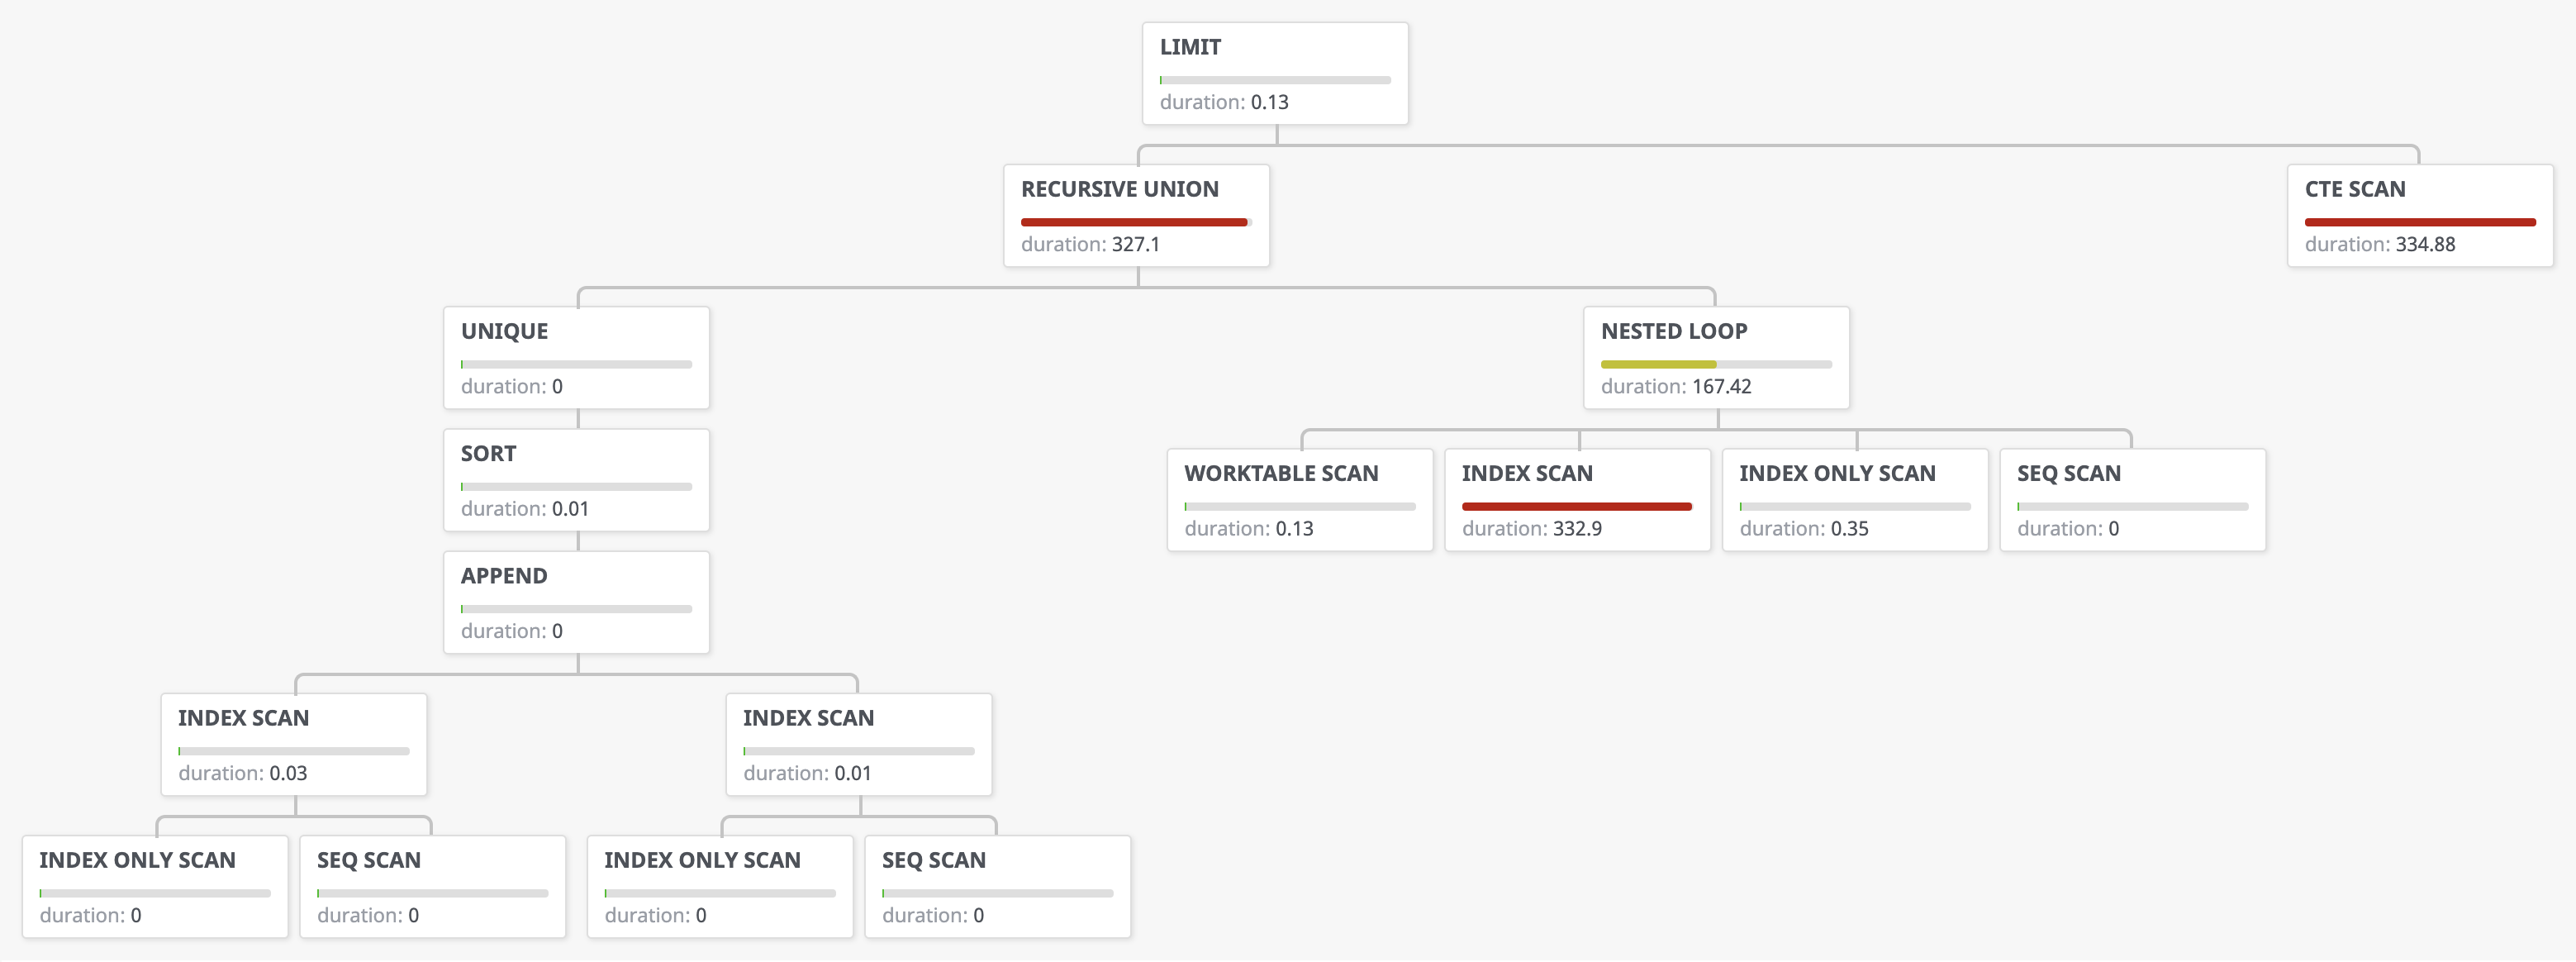 LIMIT
duration: 0.13
RECURSIVE UNION
duration: 327.1
CTE SCAN
duration: 334.88
UNIQUE
duration: 0
NESTED LOOP
duration: 167.42
SORT
duration: 0.01
WORKTABLE SCAN
duration: 0.13
INDEX SCAN
duration: 332.9
INDEX ONLY SCAN
duration: 0.35
SEQ SCAN
duration: 0
APPEND
duration: 0
INDEX SCAN
duration: 0.03
INDEX SCAN
duration: 0.01
INDEX ONLY SCAN
duration: 0
SEQ SCAN
duration: 0
INDEX ONLY SCAN
duration: 0
SEQ SCAN
duration: 0